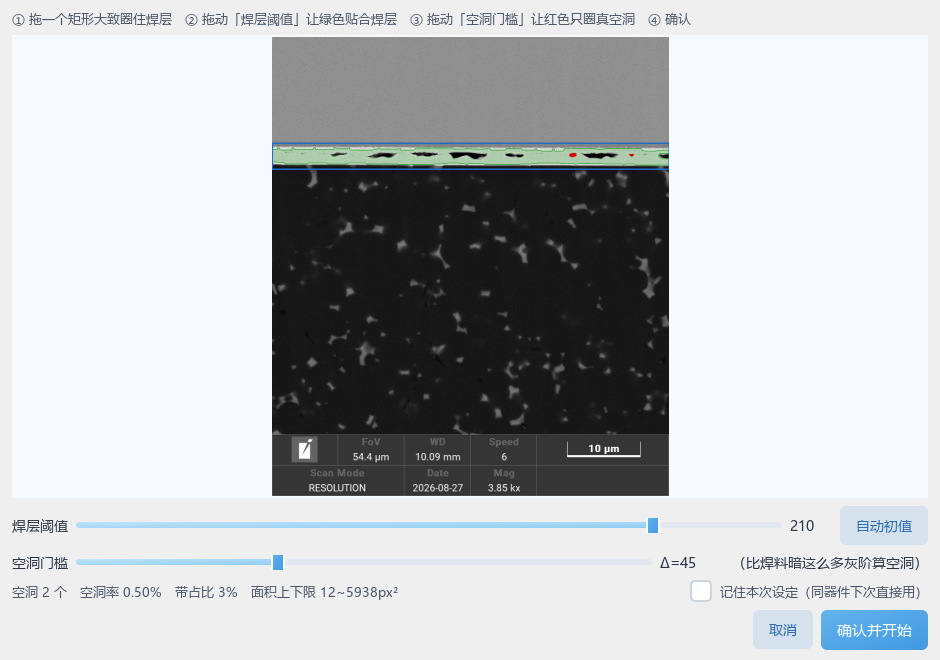 ① 拖一个矩形大致圈住焊层 ② 拖动「焊层阈值」让绿色贴合焊层 ③ 拖动「空洞门槛」让红色只圈真空洞 ④ 确认
FoV WD Speed 10 μm
54.4 μm 10.09 mm 6
Scan Mode Date Mag
RESOLUTION 2026-08-27 3.85 kx
焊层阈值 210 自动初值
空洞门槛 Δ=45 (比焊料暗这么多灰阶算空洞)
空洞 2 个 空洞率 0.50% 带占比 3% 面积上下限 12~5938px² 记住本次设定（同器件下次直接用）
取消 确认并开始